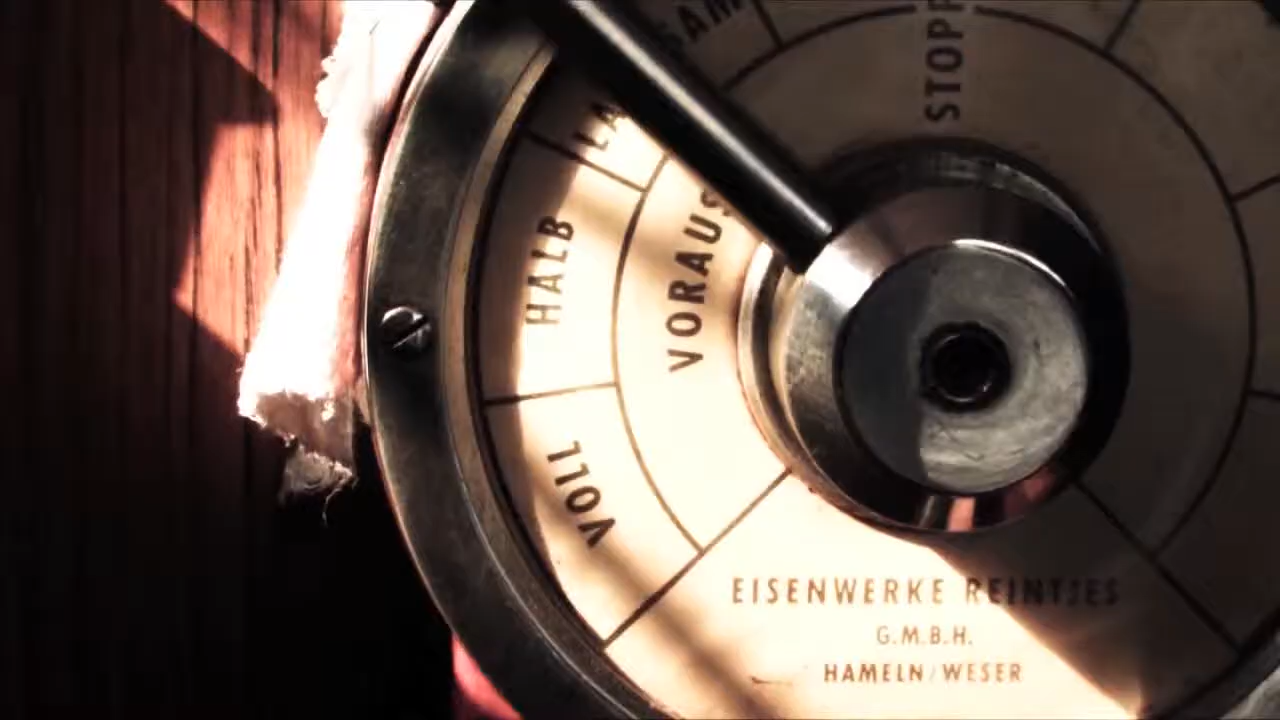 STOPP
VORAUS
HALB
VOLL
EISENWERKE REINTJES
G.M.B.H.
HAMELN/WESER